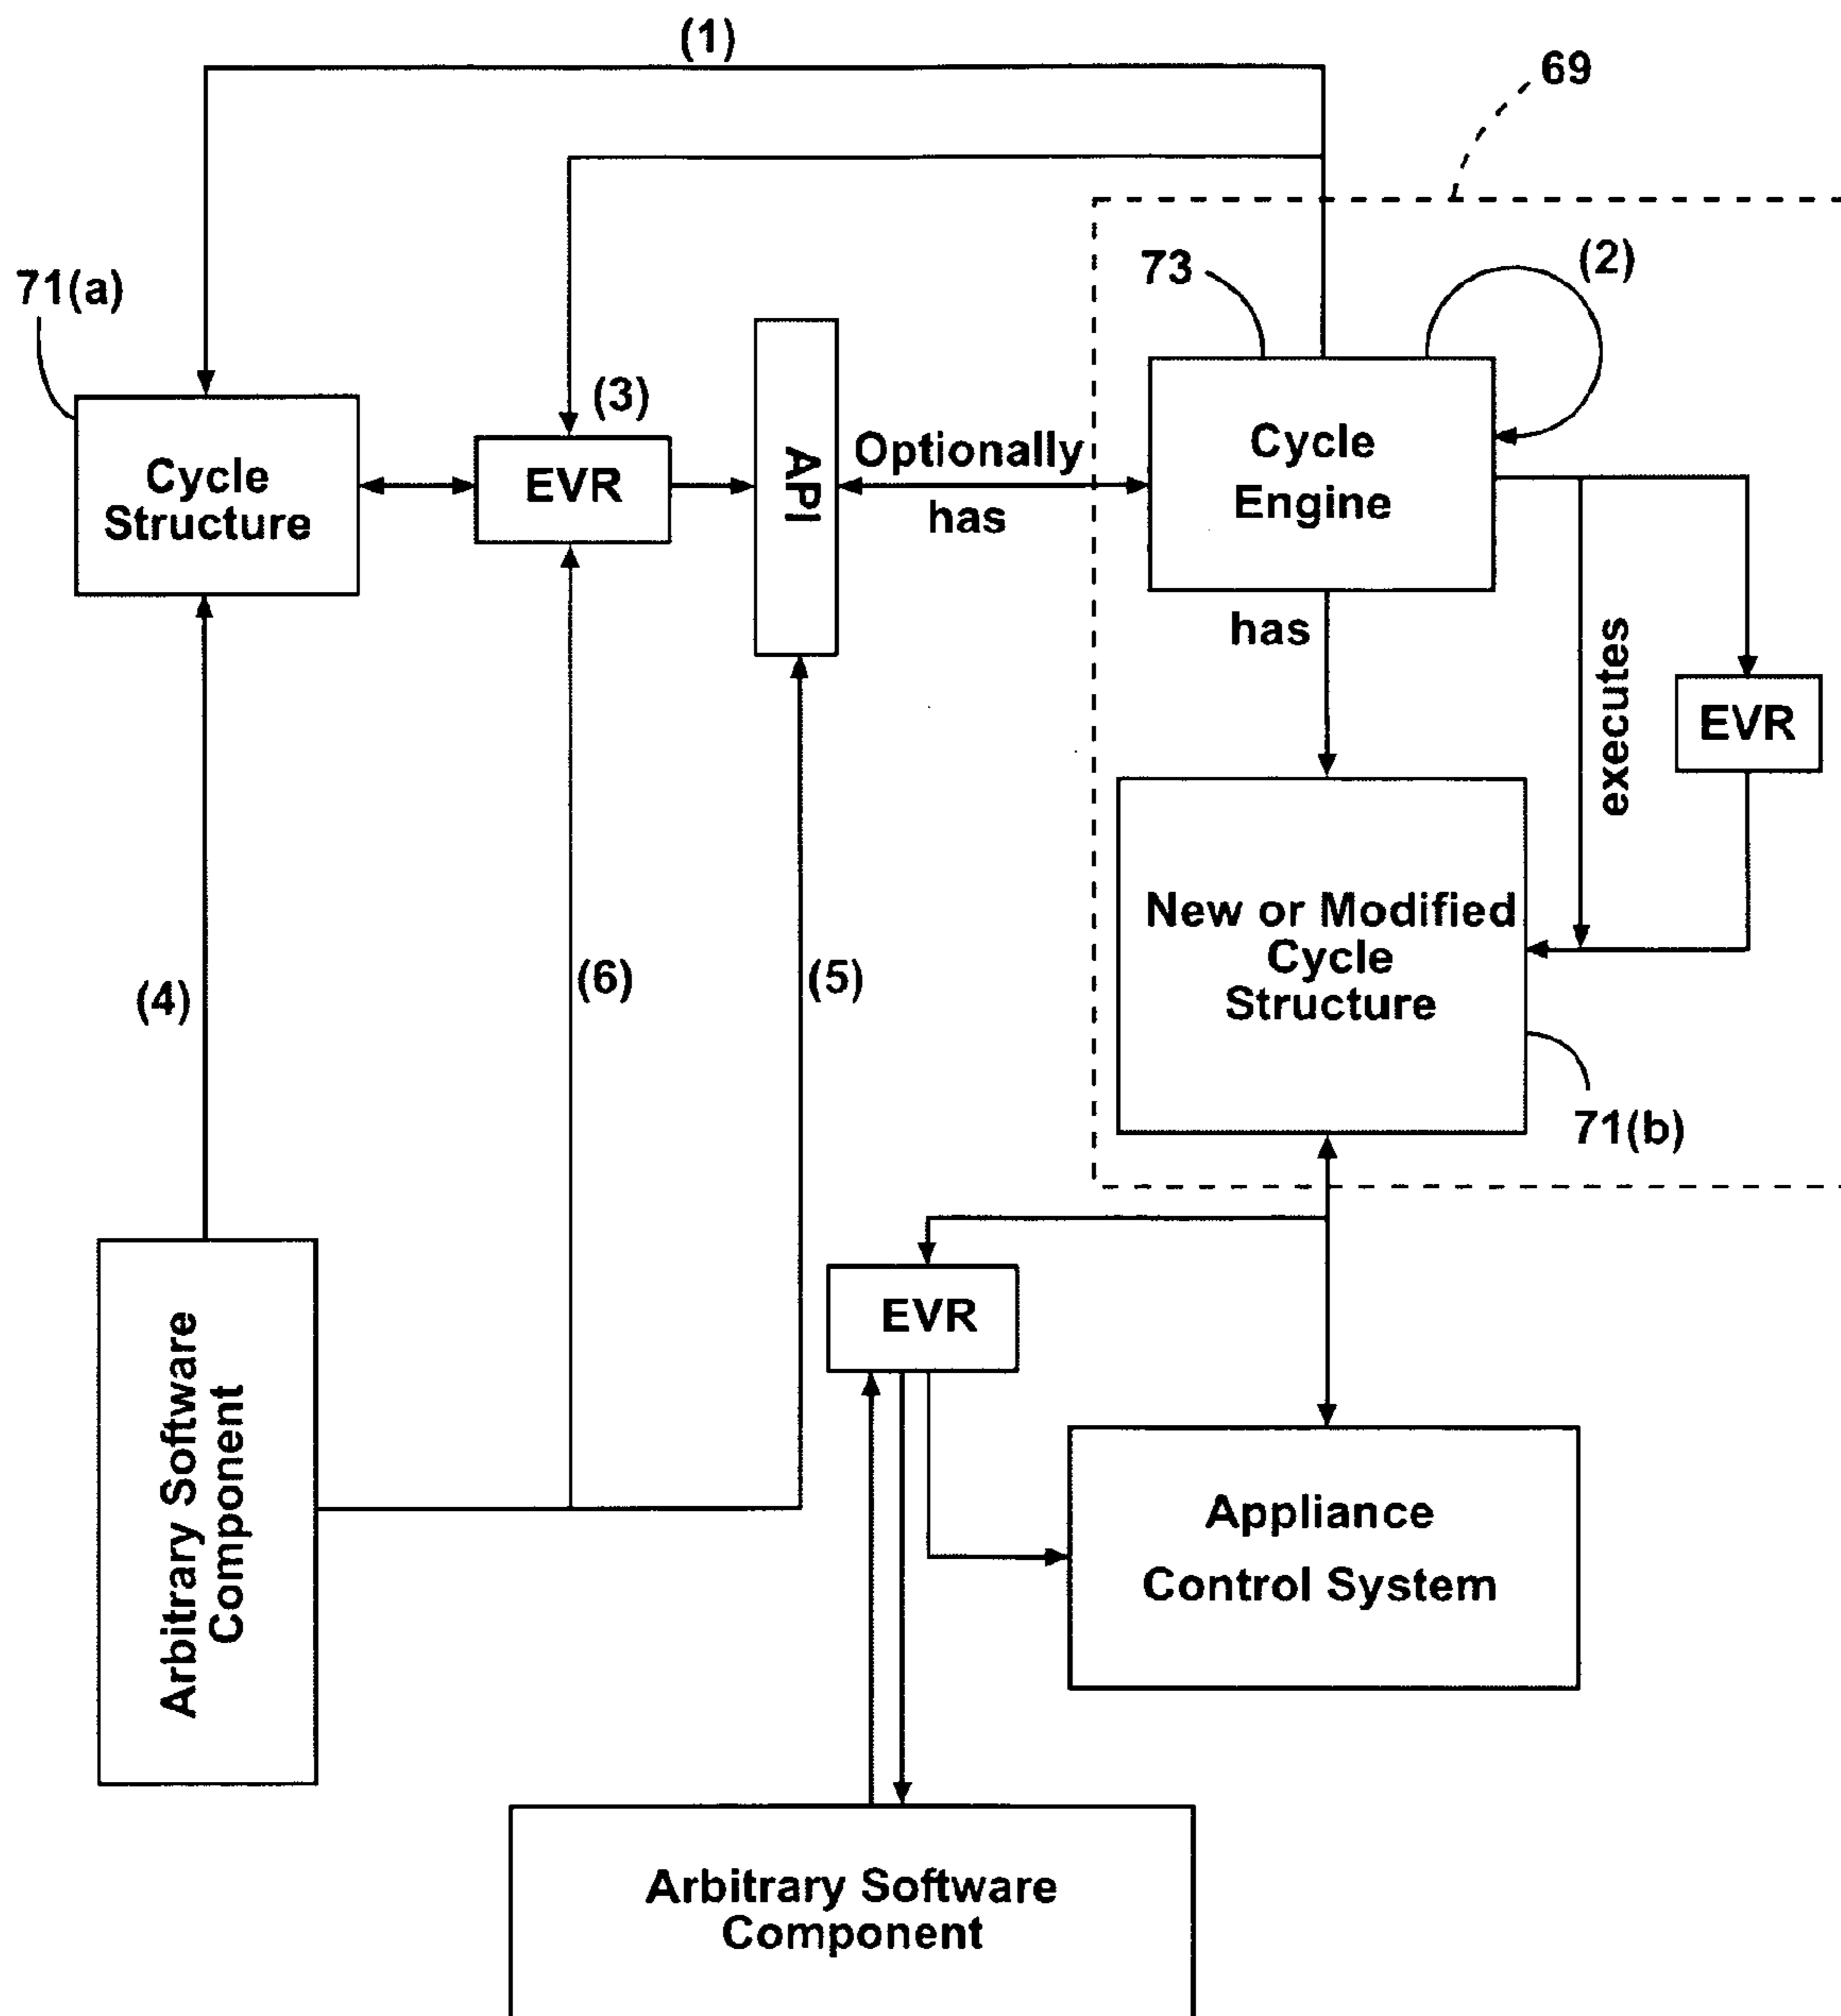 (1)
69
73
(2)
71(a)
(3)
Cycle
Structure
EVR
API
Optionally
has
Cycle
Engine
has
executes
EVR
New or Modified
Cycle
Structure
(4)
(6)
(5)
71(b)
EVR
Arbitrary Software
Component
Appliance
Control System
Arbitrary Software
Component